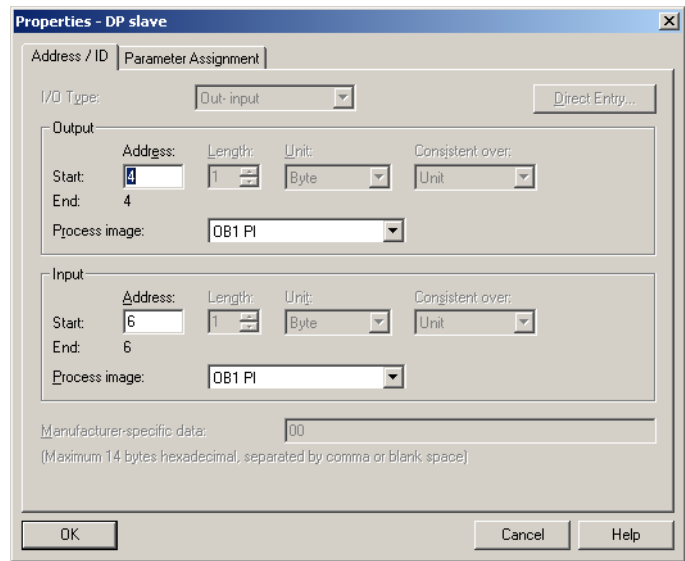 Properties - DP slave
Address / ID Parameter Assignment
I/O Type: Out- input Direct Entry...
Output
Address: Length: Unit: Consistent over:
Start: 4 1 Byte Unit
End: 4
Process image: OB1 PI
Input
Address: Length: Unit: Consistent over:
Start: 6 1 Byte Unit
End: 6
Process image: OB1 PI
Manufacturer-specific data: 00
(Maximum 14 bytes hexadecimal, separated by comma or blank space)
OK Cancel Help